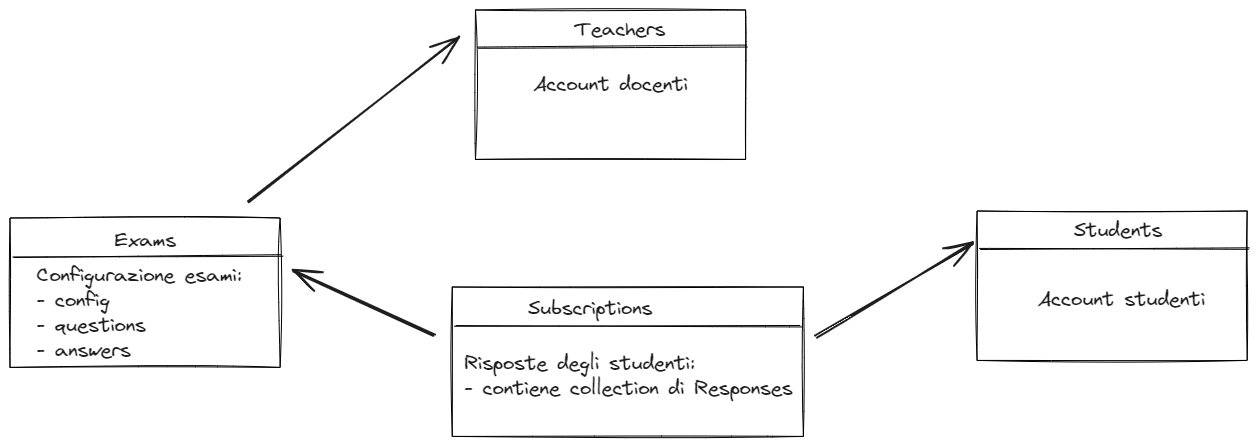 Teachers
Account docenti
Exams
Configurazione esami:
- config
- questions
- answers
Subscriptions
Risposte degli studenti:
- contiene collection di Responses
Students
Account studenti